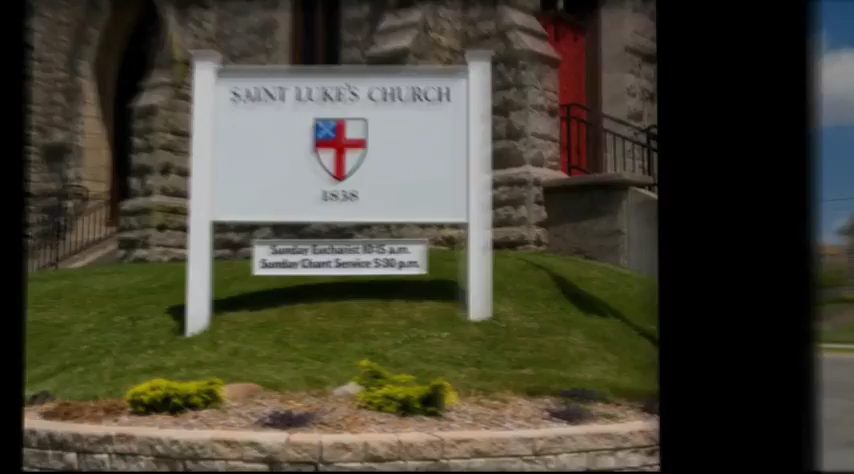 SAINT LUKE'S CHURCH
1838
Sunday Eucharist 10:15 a.m.
Sunday Chant Service 5:30 p.m.